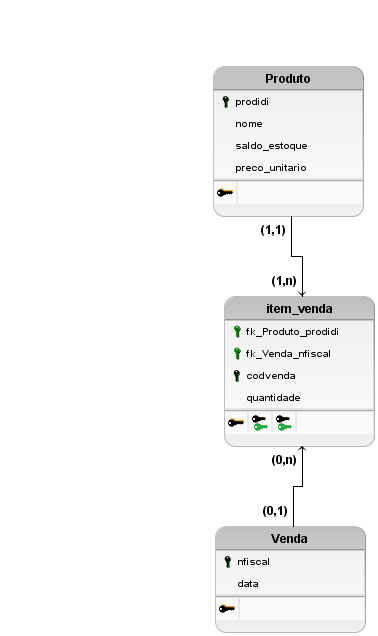 Produto
prodidi
nome
saldo_estoque
preco_unitario
(1,1)
(1,n)
item_venda
fk_Produto_prodidi
fk_Venda_nfiscal
codvenda
quantidade
(0,n)
(0,1)
Venda
nfiscal
data